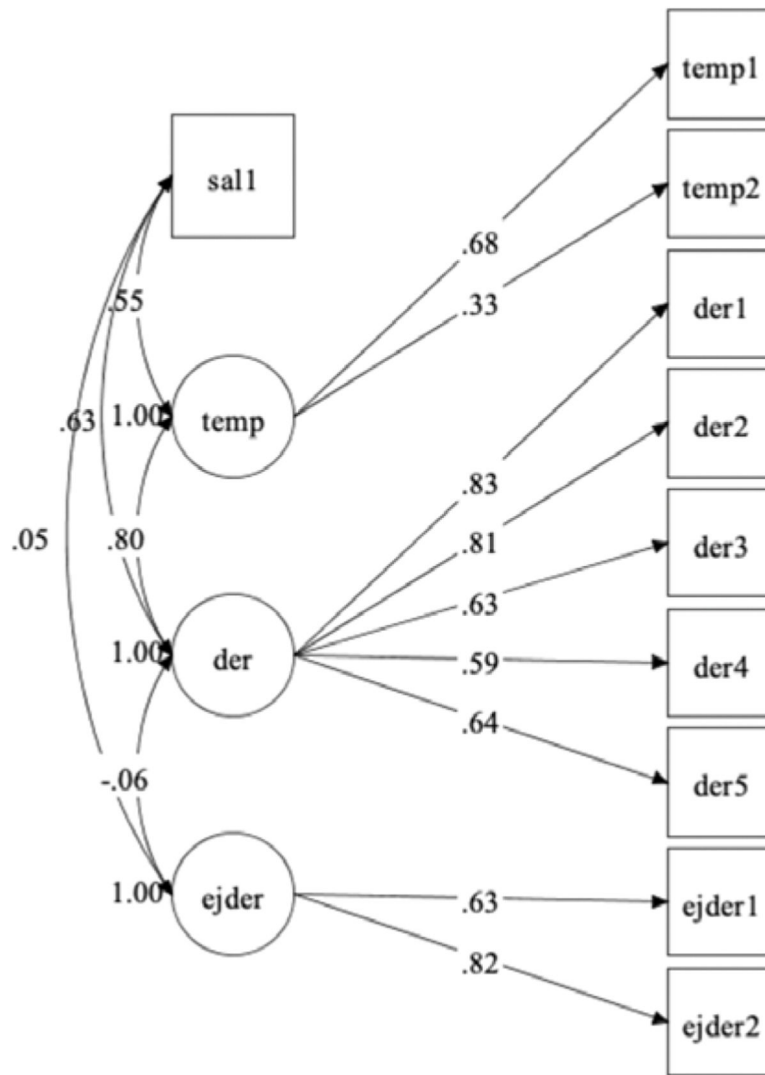 temp1
sal1
temp2
.68
.55
.33
der1
1.00
temp
.63
der2
.83
.05
.80
.81
der3
.63
1.00
der
.59
der4
.64
-.06
der5
1.00
ejder
.63
ejder1
.82
ejder2